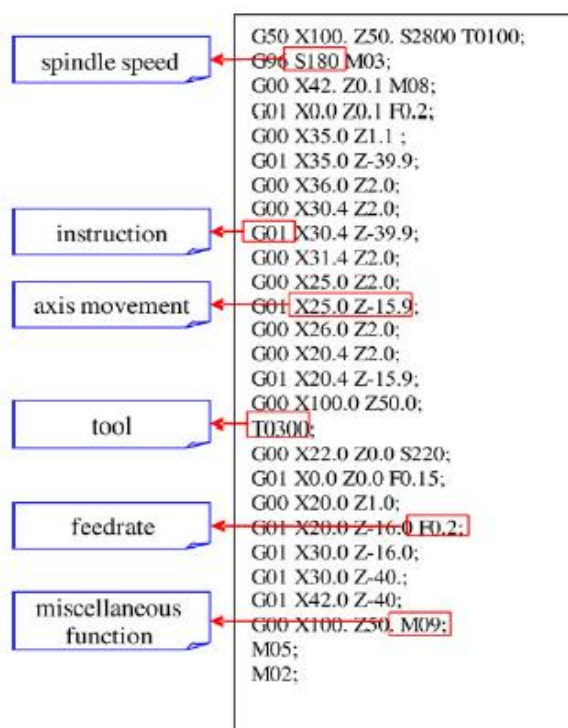 spindle speed
instruction
axis movement
tool
feedrate
miscellaneous
function
G50 X100. Z50. S2800 T0100;
G96 S180 M03;
G00 X42. Z0.1 M08;
G01 X0.0 Z0.1 F0.2;
G00 X35.0 Z1.1 ;
G01 X35.0 Z-39.9;
G00 X36.0 Z2.0;
G00 X30.4 Z2.0;
G01 X30.4 Z-39.9;
G00 X31.4 Z2.0;
G00 X25.0 Z2.0;
G01 X25.0 Z-15.9;
G00 X26.0 Z2.0;
G00 X20.4 Z2.0;
G01 X20.4 Z-15.9;
G00 X100.0 Z50.0;
T0300;
G00 X22.0 Z0.0 S220;
G01 X0.0 Z0.0 F0.15;
G00 X20.0 Z1.0;
G01 X20.0 Z-16.0 F0.2;
G01 X30.0 Z-16.0;
G01 X30.0 Z-40.;
G01 X42.0 Z-40;
G00 X100. Z50. M09;
M05;
M02;